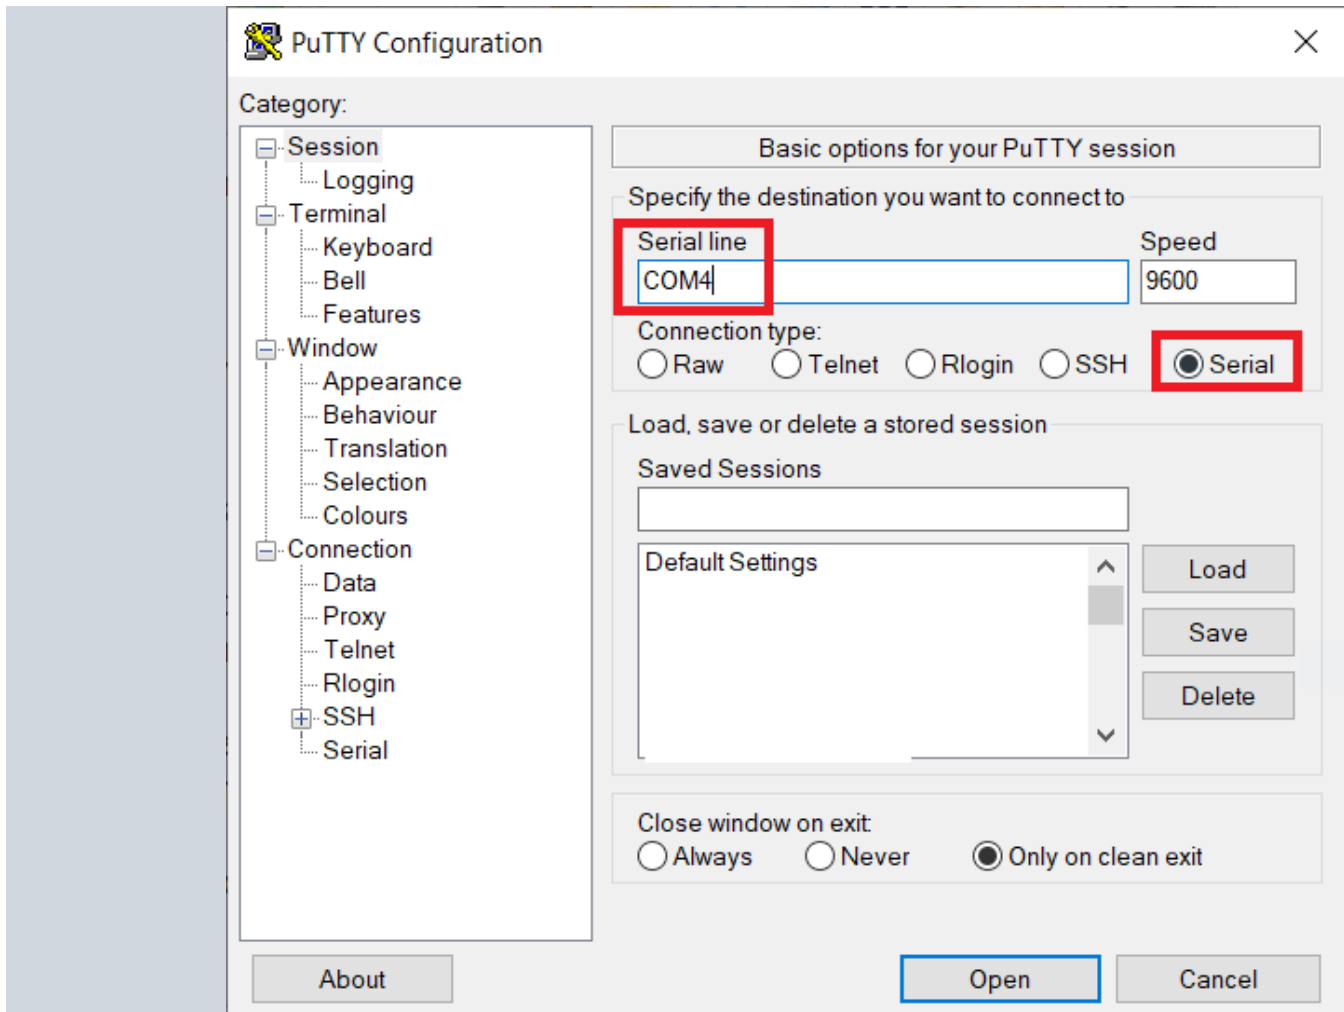 PuTTY Configuration
Category:
Session
Logging
Terminal
Keyboard
Bell
Features
Window
Appearance
Behaviour
Translation
Selection
Colours
Connection
Data
Proxy
Telnet
Rlogin
SSH
Serial
Basic options for your PuTTY session
Specify the destination you want to connect to
Serial line Speed
COM4 9600
Connection type:
Raw Telnet Rlogin SSH Serial
Load, save or delete a stored session
Saved Sessions
Default Settings
Load
Save
Delete
Close window on exit:
Always Never Only on clean exit
About Open Cancel